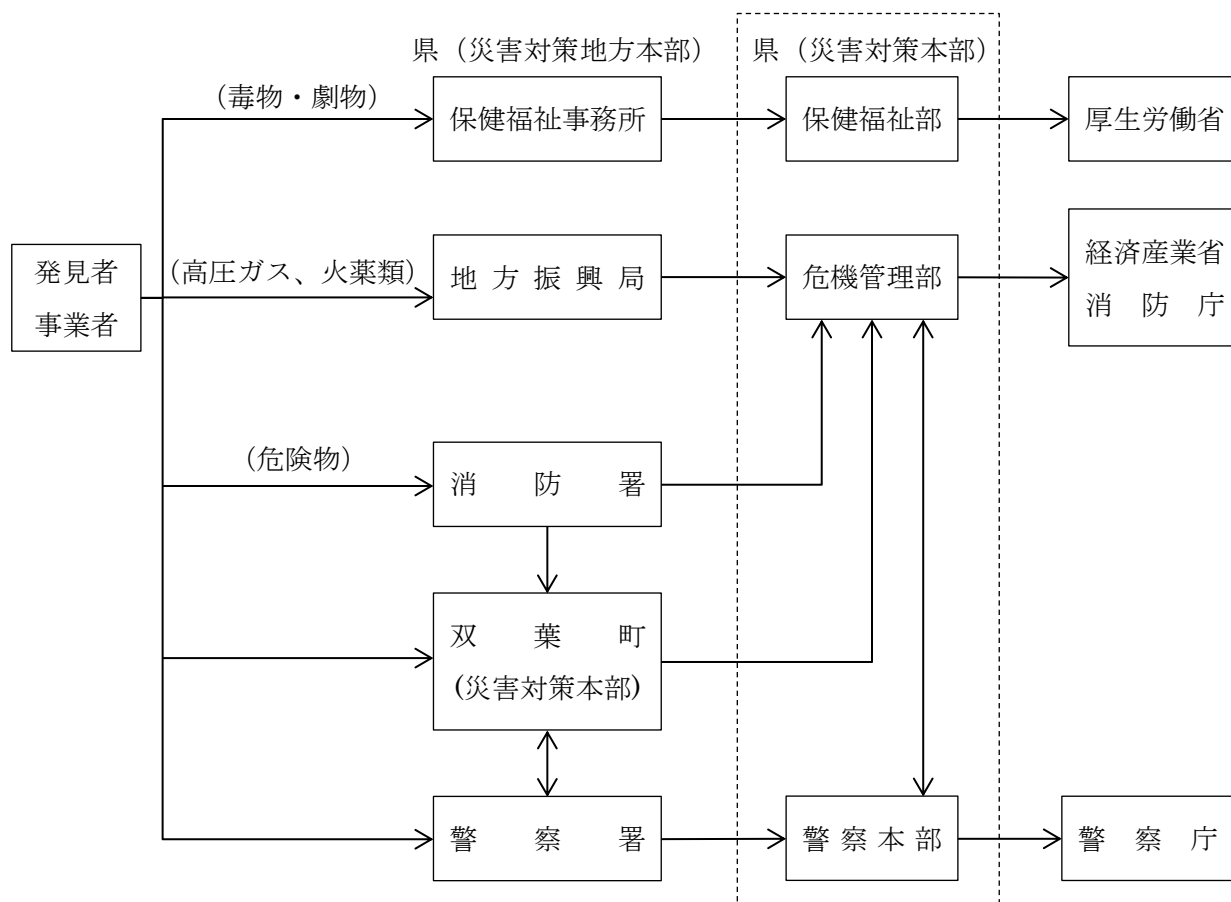 県（災害対策地方本部）
県（災害対策本部）
（毒物・劇物）
保健福祉事務所
保健福祉部
厚生労働省
発見者
事業者
（高圧ガス、火薬類）
地方振興局
危機管理部
経済産業省
消防庁
（危険物）
消防署
双葉町
(災害対策本部)
警察署
警察本部
警察庁